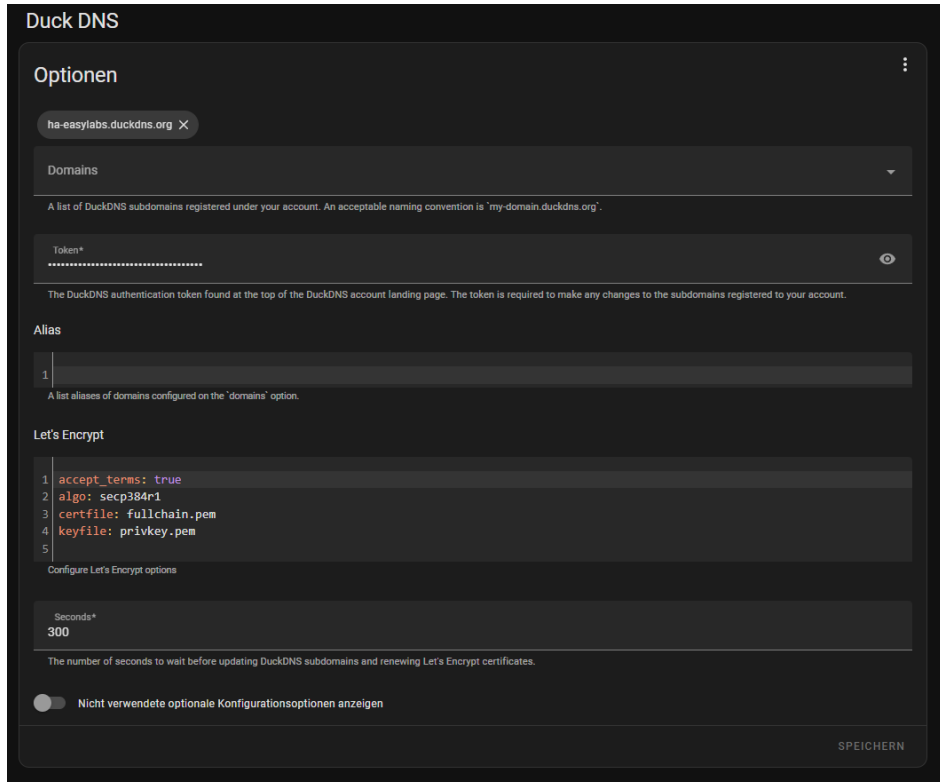 Duck DNS
Optionen
ha-easylabs.duckdns.org
Domains
A list of DuckDNS subdomains registered under your account. An acceptable naming convention is `my-domain.duckdns.org`.
Token*
••••••••••••••••••••••••••••••••••••
The DuckDNS authentication token found at the top of the DuckDNS account landing page. The token is required to make any changes to the subdomains registered to your account.
Alias
1
A list aliases of domains configured on the `domains` option.
Let's Encrypt
1 accept_terms: true
2 algo: secp384r1
3 certfile: fullchain.pem
4 keyfile: privkey.pem
5
Configure Let's Encrypt options
Seconds*
300
The number of seconds to wait before updating DuckDNS subdomains and renewing Let's Encrypt certificates.
Nicht verwendete optionale Konfigurationsoptionen anzeigen
SPEICHERN